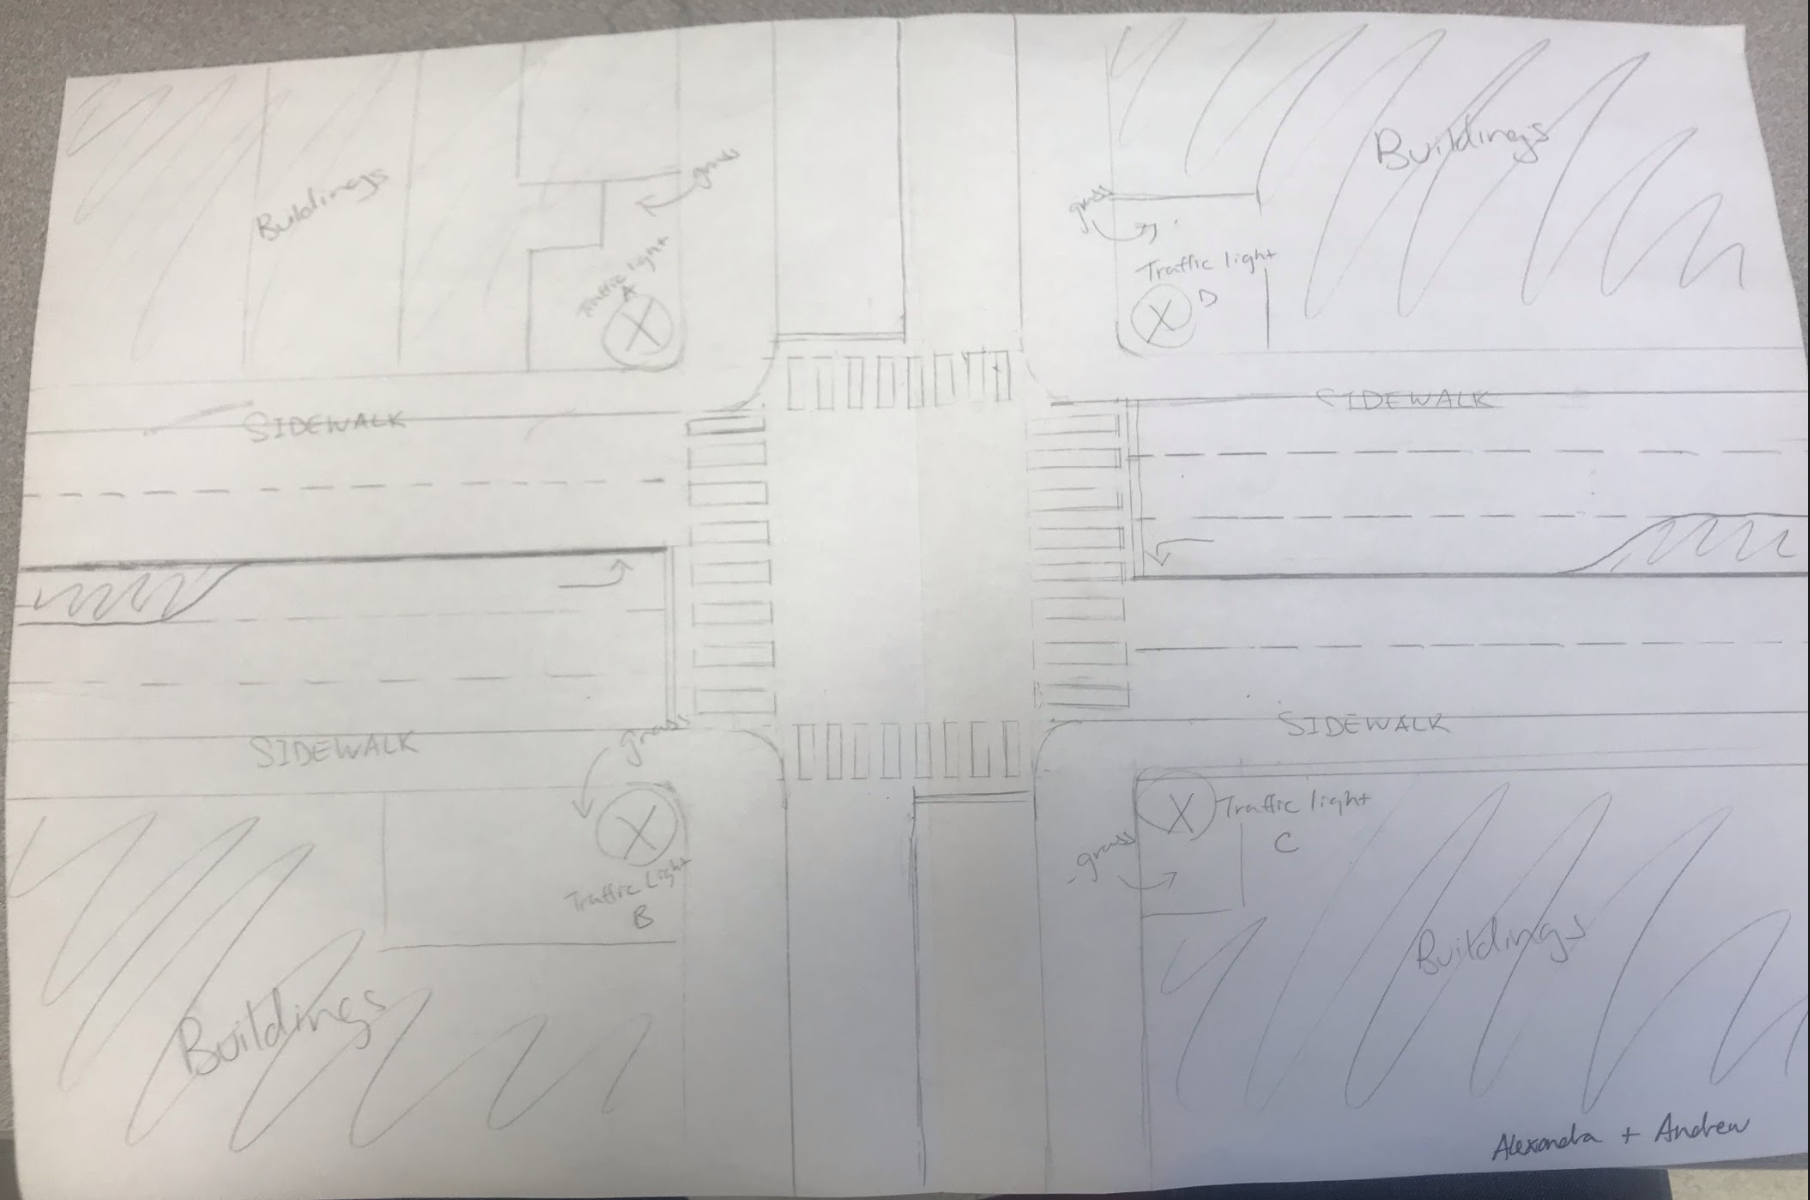 Buildings
grass
Traffic light
A
SIDEWALK
Buildings
grass
Traffic light
D
SIDEWALK
SIDEWALK
grass
Traffic Light
B
Buildings
SIDEWALK
Traffic light
C
grass
Buildings
Alexandra + Andrew